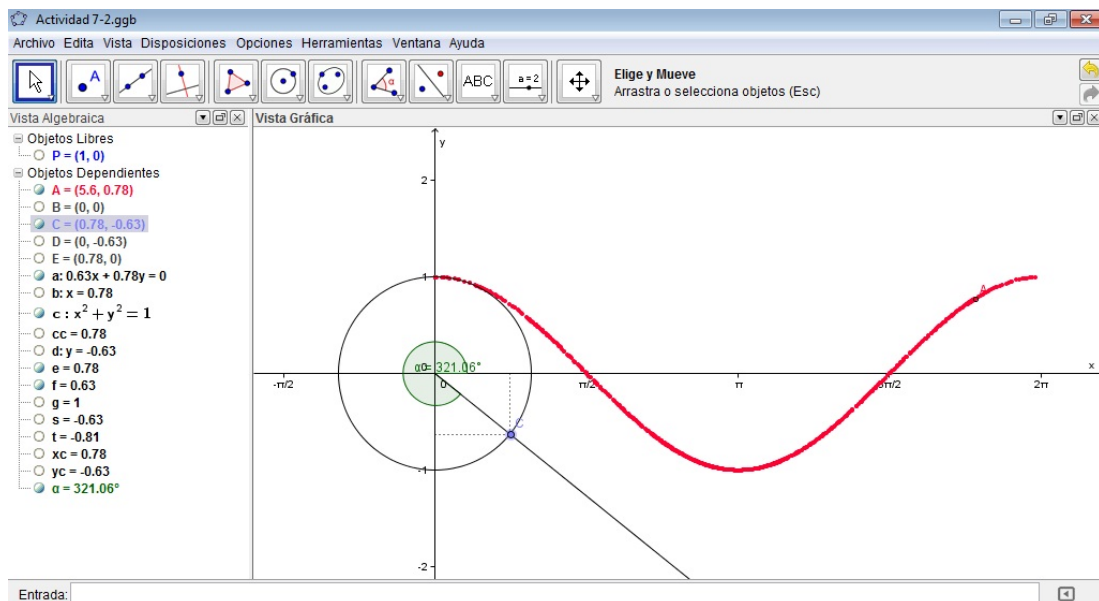 Actividad 7-2.ggb
Archivo Edita Vista Disposiciones Opciones Herramientas Ventana Ayuda
A
α
ABC
a=2
Elige y Mueve
Arrastra o selecciona objetos (Esc)
Vista Algebraica
Objetos Libres
P = (1, 0)
Objetos Dependientes
A = (5.6, 0.78)
B = (0, 0)
C = (0.78, -0.63)
D = (0, -0.63)
E = (0.78, 0)
a: 0.63x + 0.78y = 0
b: x = 0.78
c : x² + y² = 1
cc = 0.78
d: y = -0.63
e = 0.78
f = 0.63
g = 1
s = -0.63
t = -0.81
xc = 0.78
yc = -0.63
α = 321.06°
Vista Gráfica
y
2
1
A
α = 321.06°
0
x
-π/2
0
π/2
π
3π/2
2π
C
-1
-2
Entrada: